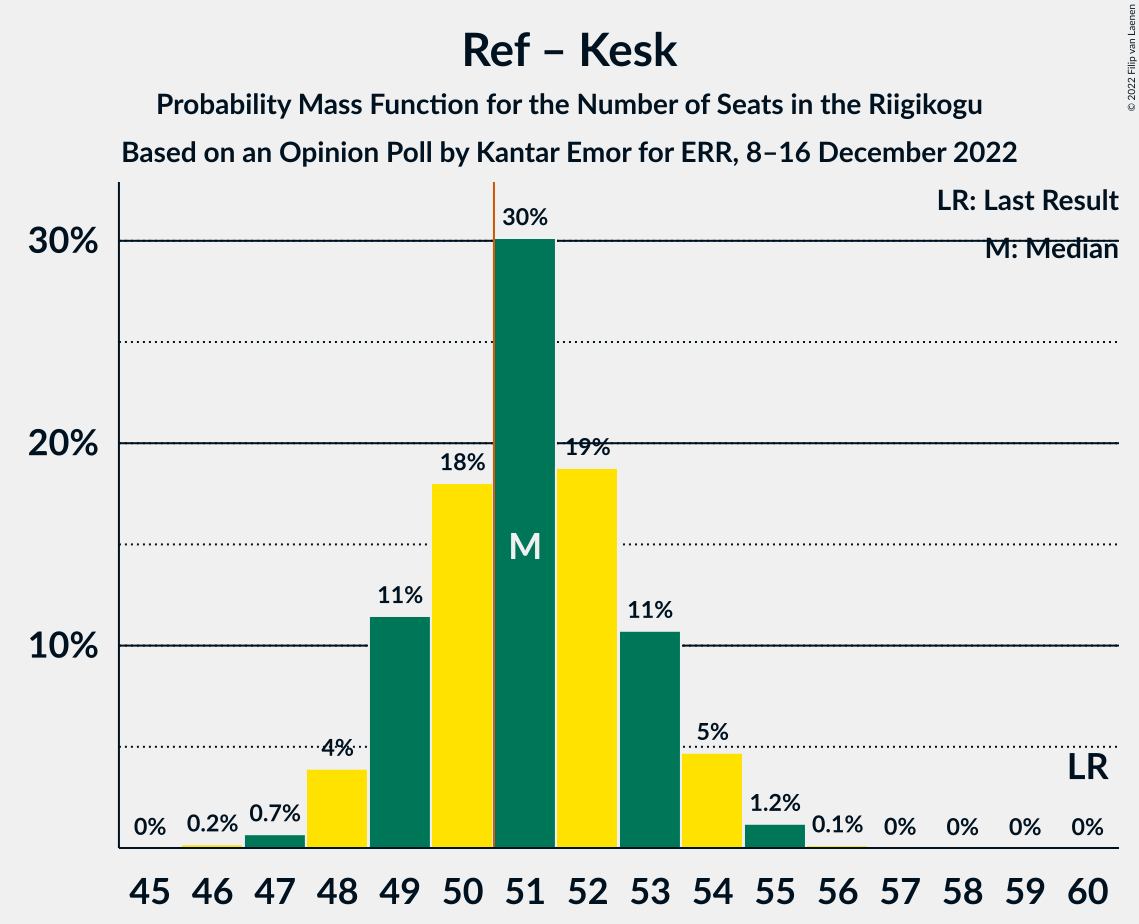 Ref – Kesk
Probability Mass Function for the Number of Seats in the Riigikogu
Based on an Opinion Poll by Kantar Emor for ERR, 8–16 December 2022
© 2022 Filip van Laenen
LR: Last Result
M: Median
30%
20%
10%
0%
0.2%
0.7%
4%
11%
18%
30%
19%
11%
5%
1.2%
0.1%
0%
0%
0%
0%
M
LR
45 46 47 48 49 50 51 52 53 54 55 56 57 58 59 60